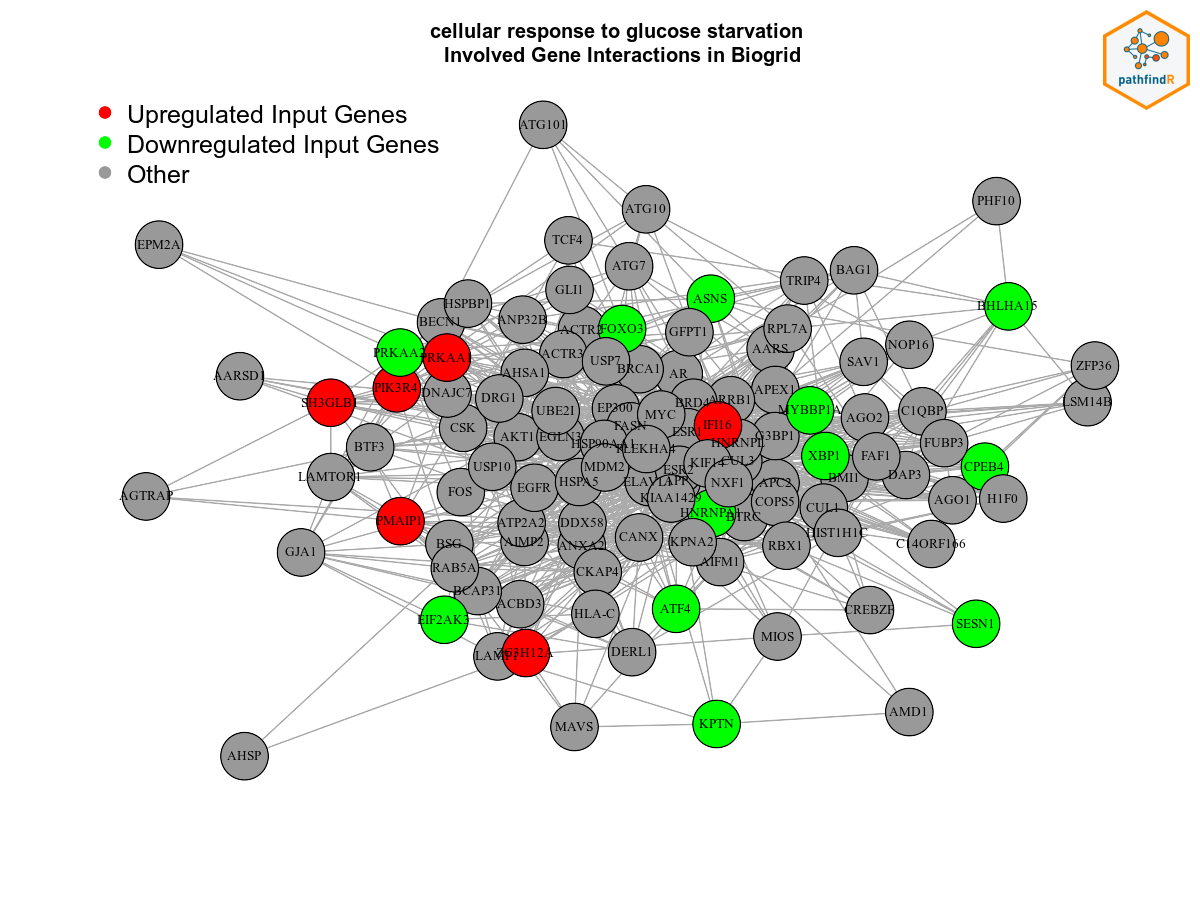 cellular response to glucose starvation
Involved Gene Interactions in Biogrid
pathfindR
Upregulated Input Genes
Downregulated Input Genes
Other
ATG101
PHF10
ATG10
EPM2A
TCF4
ATG7
BAG1
TRIP4
GLI1
ASNS
HSPBP1
BHLHA15
BECN1
ANP32B
ACTR2
FOXO3
GFPT1
RPL7A
NOP16
AARS
PRKAA2
PRKAA1
ACTR3
USP7
BRCA1
SAV1
ZFP36
AARSD1
AHSA1
AR
PIK3R4
DNAJC7
SH3GLB1
DRG1
BRD4
ARRB1
APEX1
LSM14B
UBE2I
EP300
MYC
MYBBP1A
C1QBP
AGO2
CSK
FASN
IFI16
ESR1
AKT1
EGLN3
G3BP1
BTF3
HSP90AA1
PLEKHA4
HNRNPL
FUBP3
XBP1
FAF1
LAMTOR1
USP10
MDM2
KIF14
CUL3
ESR2
CPEB4
DAP3
BMI1
HSPA5
ELAVL1
APP
NXF1
APC2
AGTRAP
FOS
EGFR
KIAA1429
COPS5
AGO1
H1F0
CUL1
PMAIP1
ATP2A2
DDX58
HNRNPA1
BTRC
HIST1H1C
GJA1
BSG
AIMP2
ANXA2
CANX
KPNA2
RBX1
C14ORF166
RAB5A
AIFM1
CKAP4
BCAP31
ACBD3
HLA-C
ATF4
CREBZF
EIF2AK3
SESN1
MIOS
LAMP1
ZC3H12A
DERL1
AMD1
KPTN
MAVS
AHSP